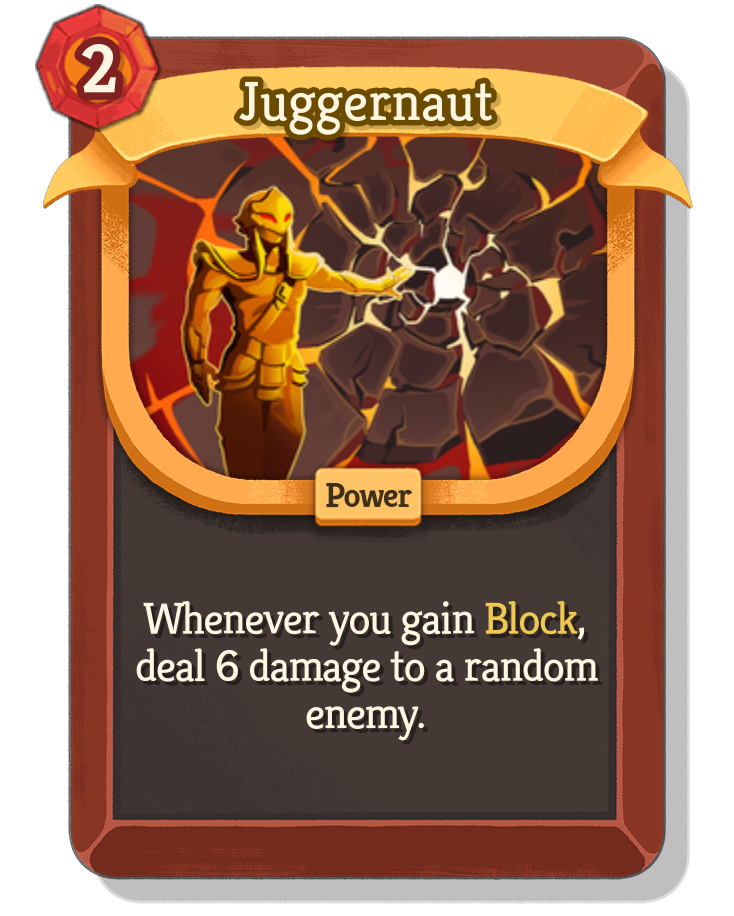 2
Juggernaut
Power
Whenever you gain Block,
deal 6 damage to a random
enemy.